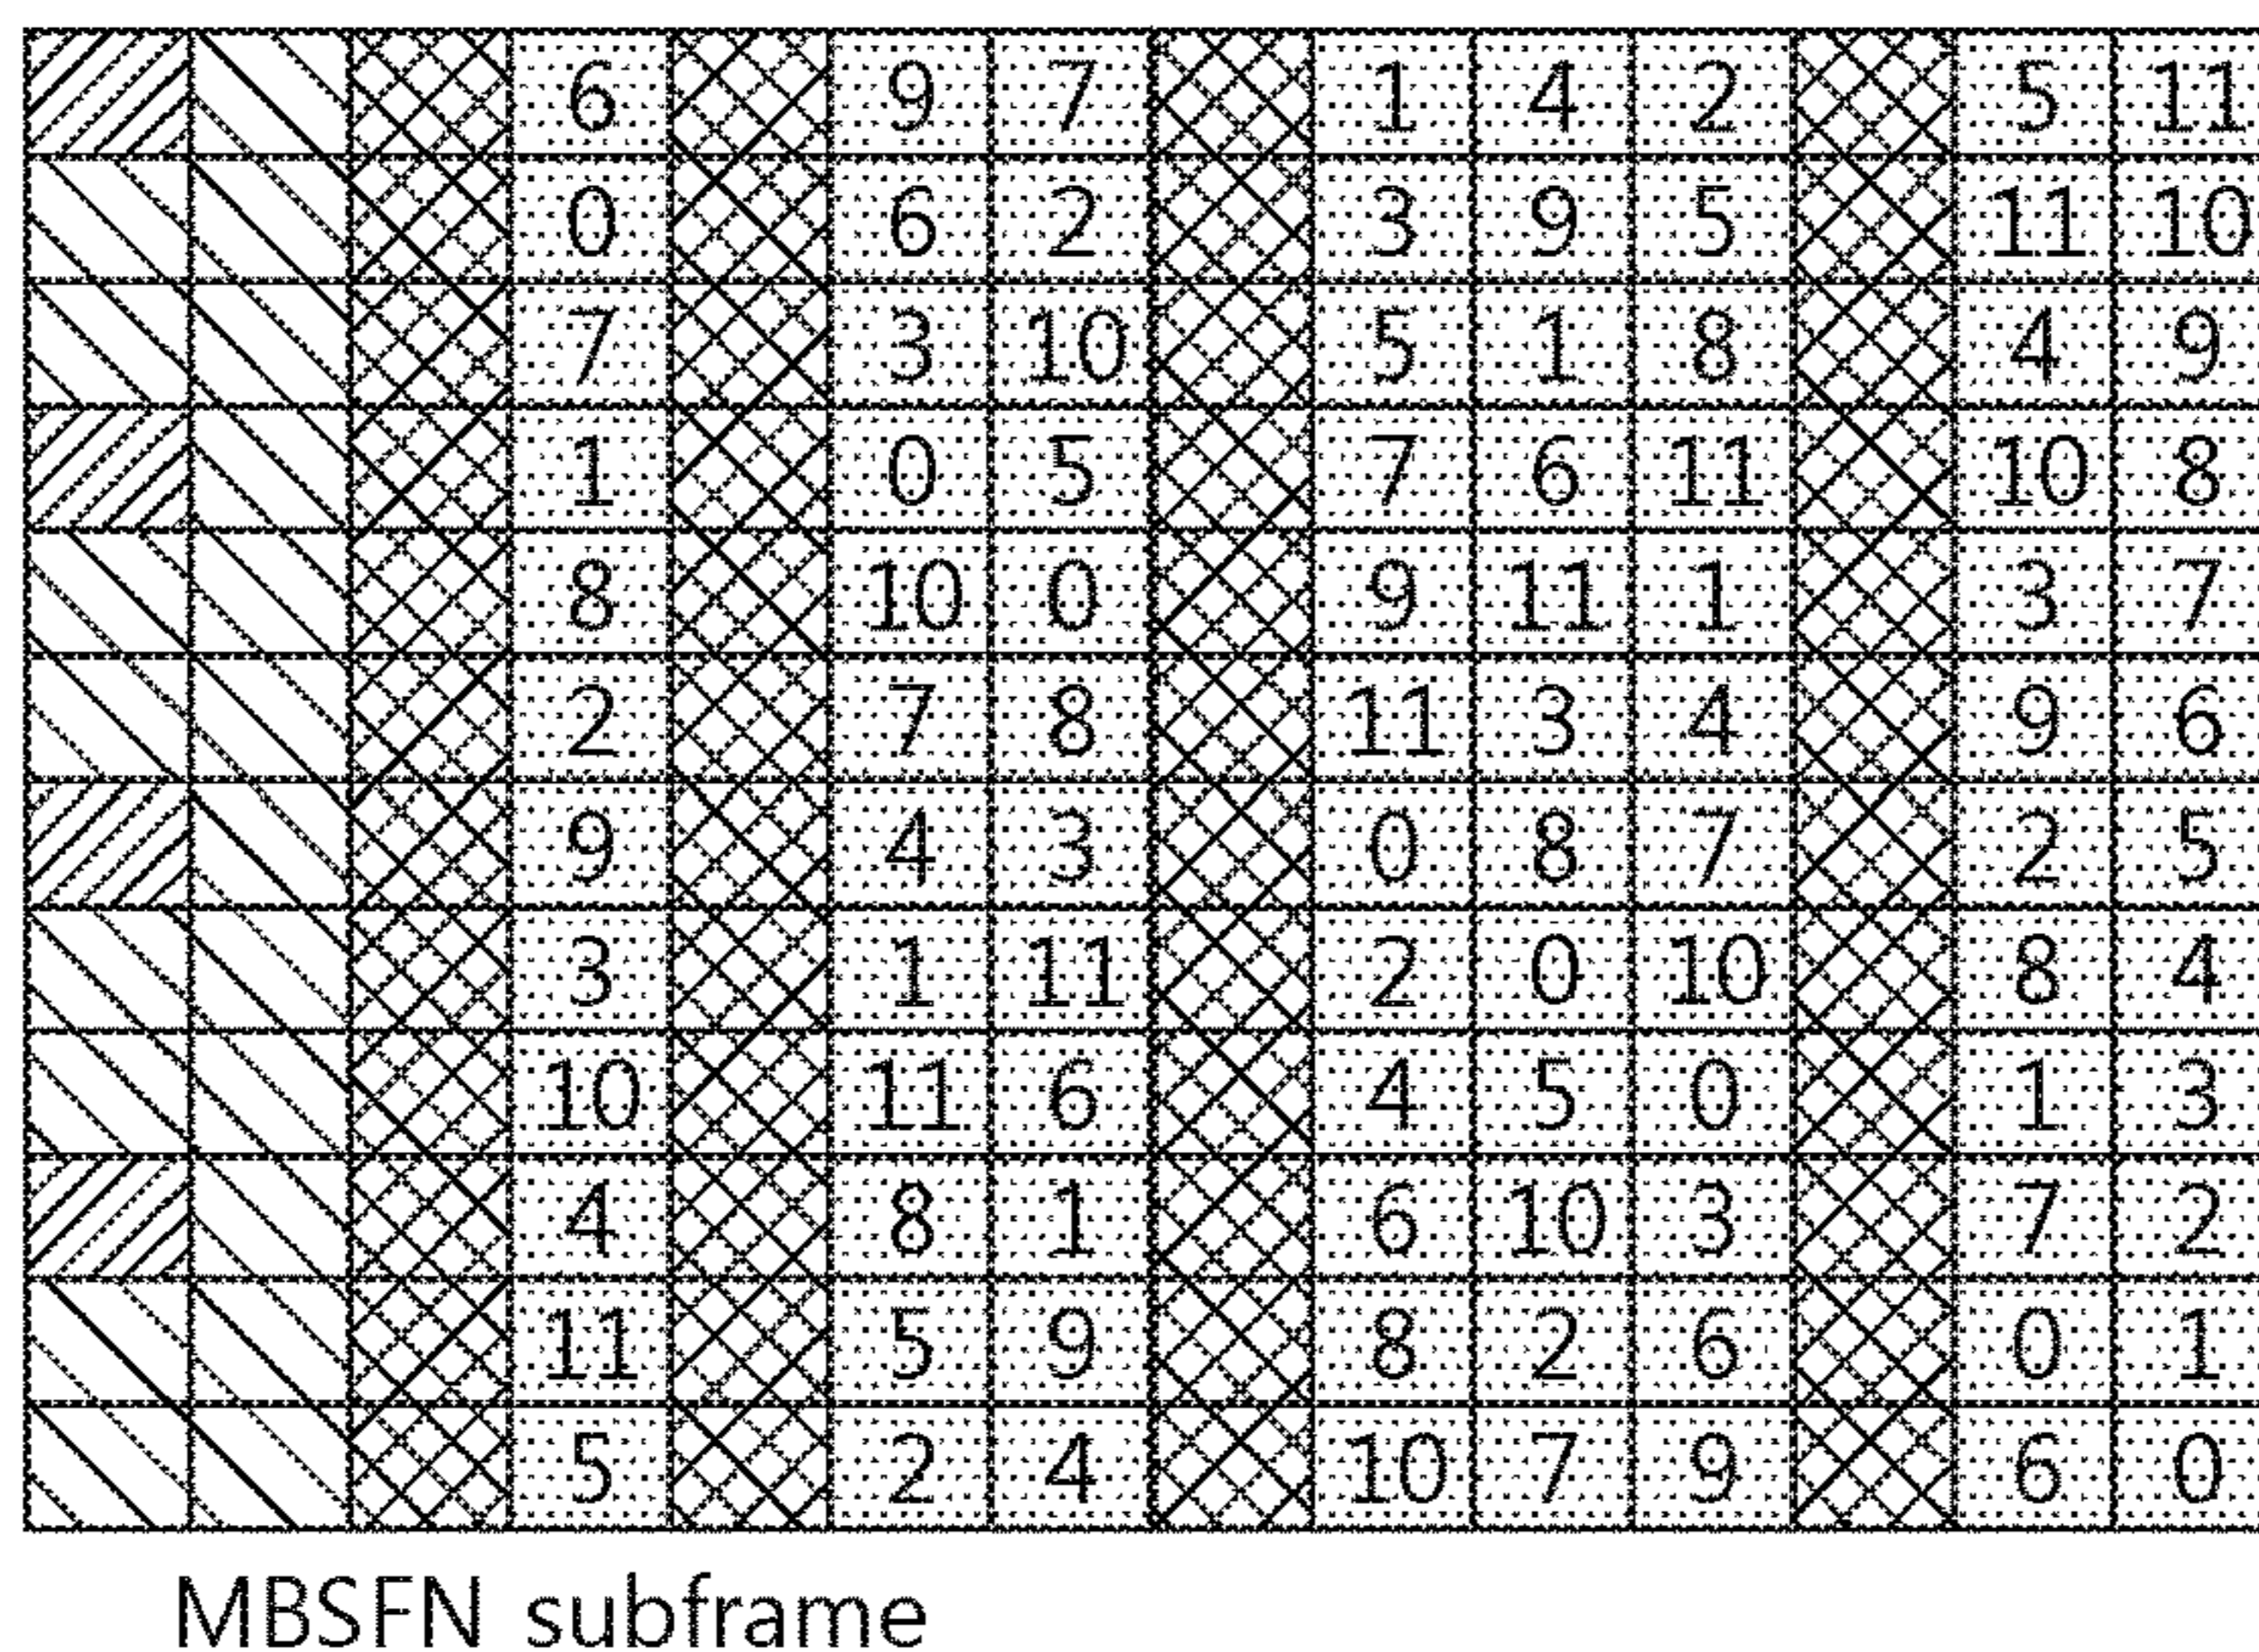 6 9 7 1 4 2 5 11
0 6 2 3 9 5 11 10
7 3 10 5 1 8 4 9
1 0 5 7 6 11 10 8
8 10 0 9 11 1 3 7
2 7 8 11 3 4 9 6
9 4 3 0 8 7 2 5
3 1 11 2 0 10 8 4
10 11 6 4 5 0 1 3
4 8 1 6 10 3 7 2
11 5 9 8 2 6 0 1
5 2 4 10 7 9 6 0
MBSFN subframe